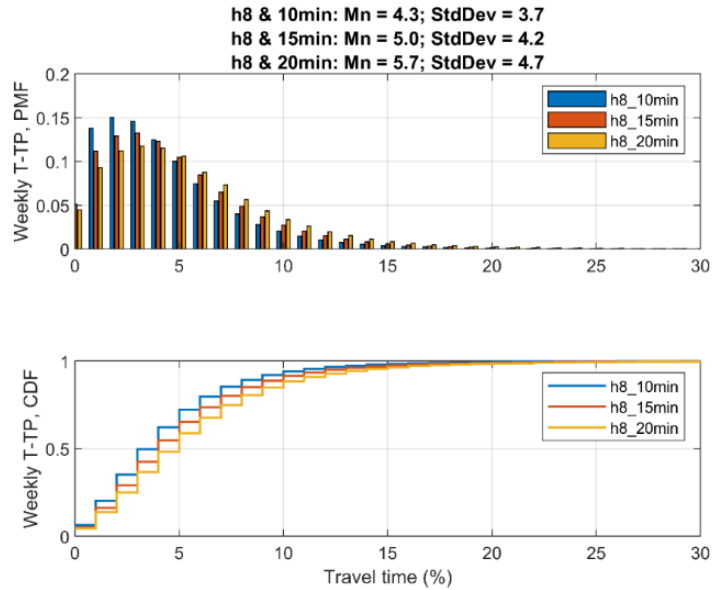 h8 & 10min: Mn = 4.3; StdDev = 3.7
h8 & 15min: Mn = 5.0; StdDev = 4.2
h8 & 20min: Mn = 5.7; StdDev = 4.7
Weekly T-TP, PMF
0.2
0.15
0.1
0.05
0
h8_10min
h8_15min
h8_20min
0 5 10 15 20 25 30
Weekly T-TP, CDF
1
0.5
0
h8_10min
h8_15min
h8_20min
0 5 10 15 20 25 30
Travel time (%)